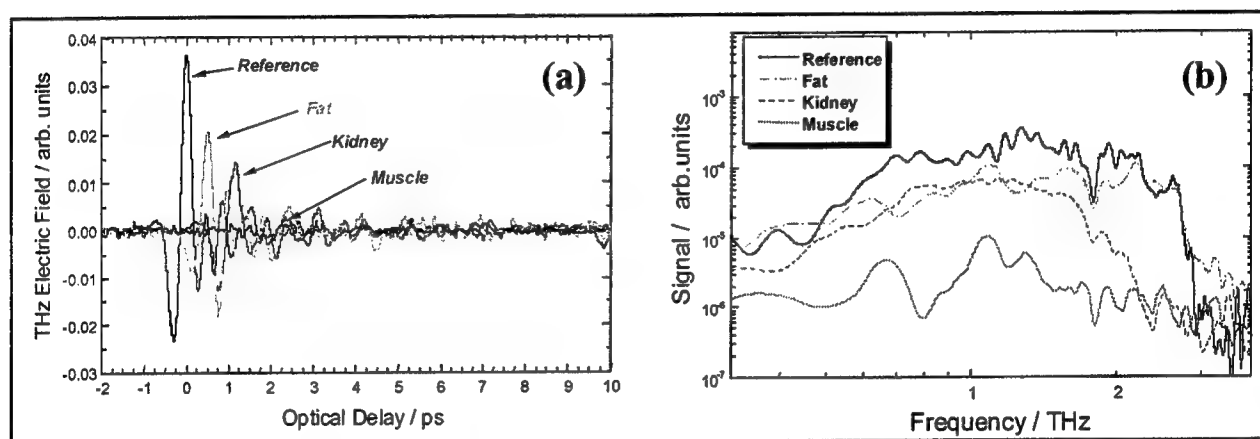 (a)
Reference
Fat
Kidney
Muscle
THz Electric Field / arb. units
0.04
0.03
0.02
0.01
0.00
-0.01
-0.02
-0.03
-2 -1 0 1 2 3 4 5 6 7 8 9 10
Optical Delay / ps
(b)
Reference
Fat
Kidney
Muscle
Signal / arb.units
10-3
10-4
10-5
10-6
10-7
1 2
Frequency / THz